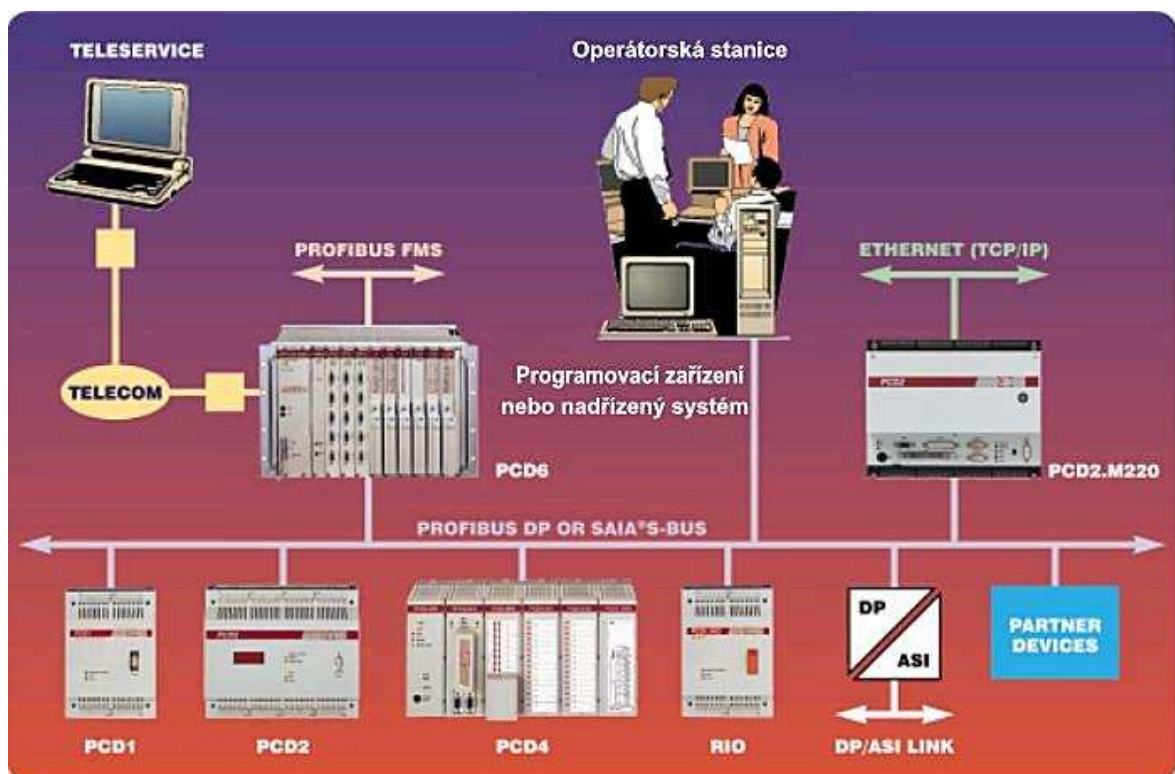 TELESERVICE
Operátorská stanice
PROFIBUS FMS
ETHERNET (TCP/IP)
TELECOM
Programovací zařízení
nebo nadřízený systém
PCD2
PCD6
PCD2.M220
PROFIBUS DP OR SAIA®S-BUS
DP
ASI
PARTNER
DEVICES
PCD1
PCD2
PCD4
RIO
DP/ASI LINK